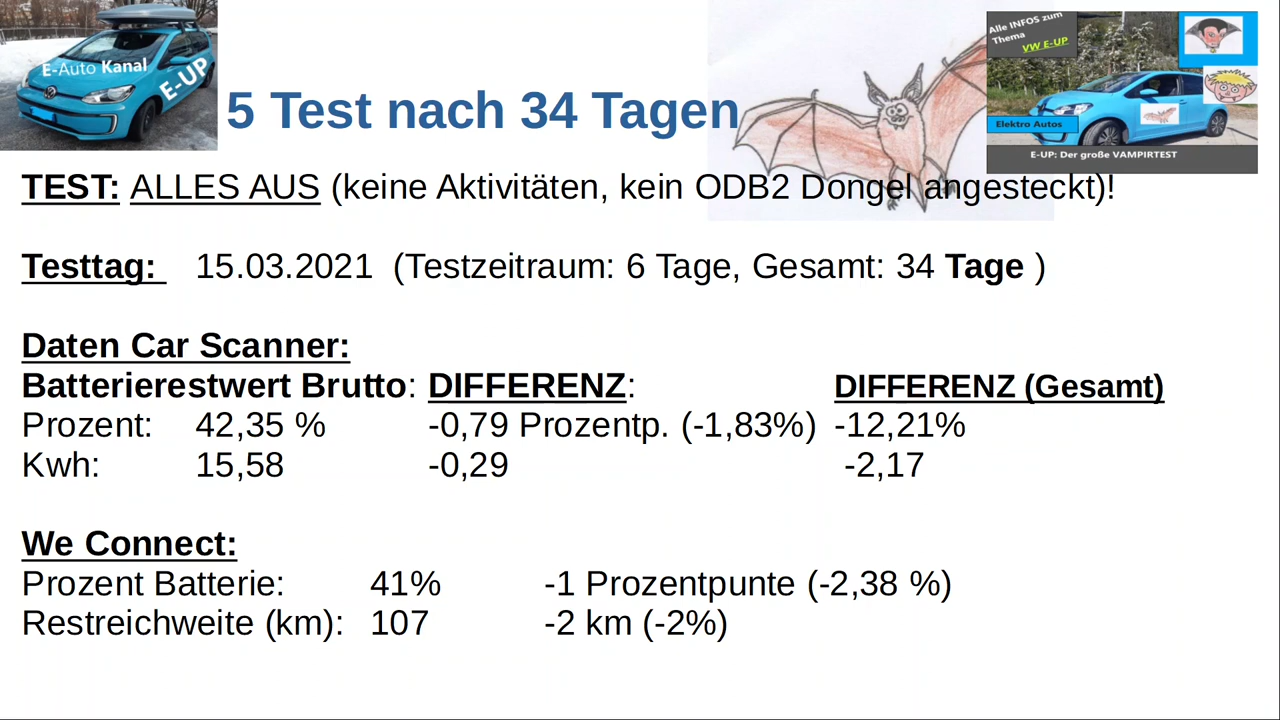 E-Auto Kanal
E-UP
Alle INFOS zum
Thema
VW E-UP
Elektro Autos
E-UP: Der große VAMPIRTEST
5 Test nach 34 Tagen
TEST: ALLES AUS (keine Aktivitäten, kein ODB2 Dongel angesteckt)!
Testtag: 15.03.2021 (Testzeitraum: 6 Tage, Gesamt: 34 Tage )
Daten Car Scanner:
Batterierestwert Brutto: DIFFERENZ: DIFFERENZ (Gesamt)
Prozent: 42,35 % -0,79 Prozentp. (-1,83%) -12,21%
Kwh: 15,58 -0,29 -2,17
We Connect:
Prozent Batterie: 41% -1 Prozentpunte (-2,38 %)
Restreichweite (km): 107 -2 km (-2%)